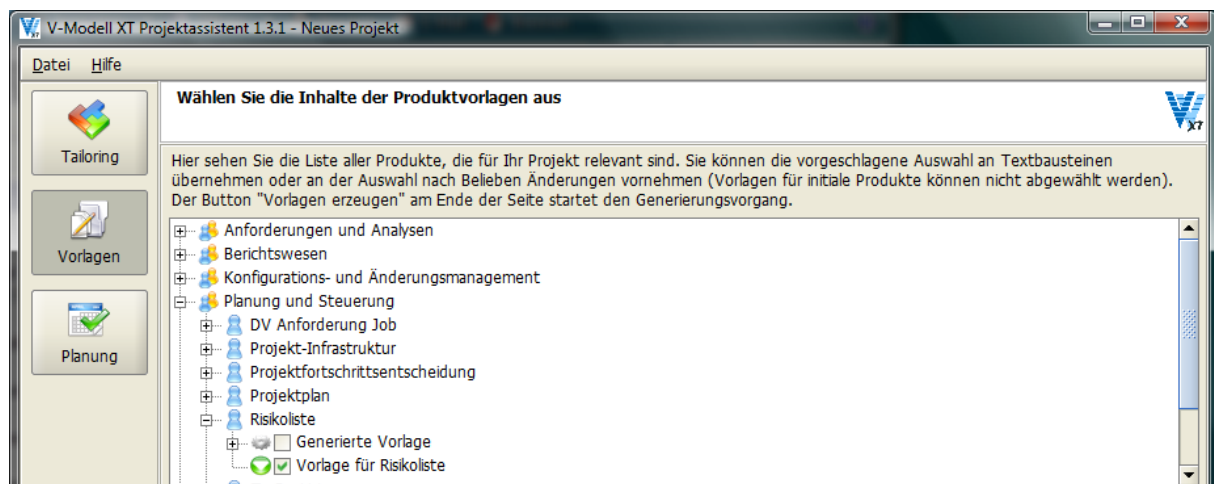 V-Modell XT Projektassistent 1.3.1 - Neues Projekt
Datei Hilfe
Wählen Sie die Inhalte der Produktvorlagen aus
XT
Tailoring
Hier sehen Sie die Liste aller Produkte, die für Ihr Projekt relevant sind. Sie können die vorgeschlagene Auswahl an Textbausteinen
übernehmen oder an der Auswahl nach Belieben Änderungen vornehmen (Vorlagen für initiale Produkte können nicht abgewählt werden).
Der Button "Vorlagen erzeugen" am Ende der Seite startet den Generierungsvorgang.
Vorlagen
Anforderungen und Analysen
Berichtswesen
Konfigurations- und Änderungsmanagement
Planung und Steuerung
DV Anforderung Job
Projekt-Infrastruktur
Planung
Projektfortschrittsentscheidung
Projektplan
Risikoliste
Generierte Vorlage
Vorlage für Risikoliste